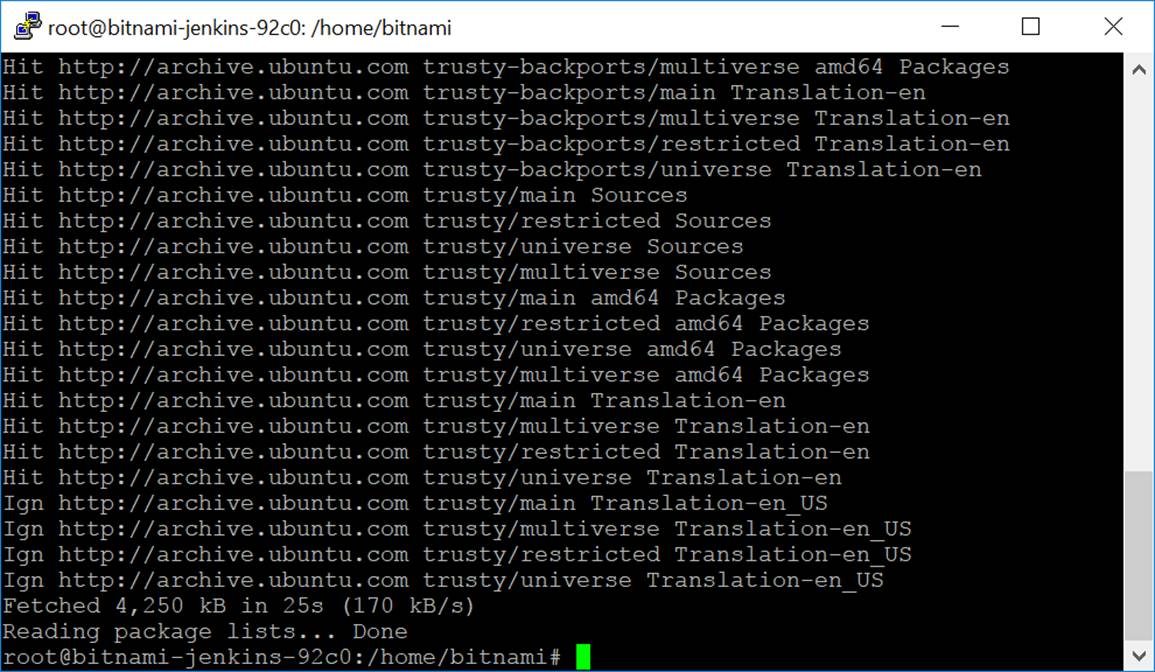 root@bitnami-jenkins-92c0: /home/bitnami
Hit http://archive.ubuntu.com trusty-backports/multiverse amd64 Packages
Hit http://archive.ubuntu.com trusty-backports/main Translation-en
Hit http://archive.ubuntu.com trusty-backports/multiverse Translation-en
Hit http://archive.ubuntu.com trusty-backports/restricted Translation-en
Hit http://archive.ubuntu.com trusty-backports/universe Translation-en
Hit http://archive.ubuntu.com trusty/main Sources
Hit http://archive.ubuntu.com trusty/restricted Sources
Hit http://archive.ubuntu.com trusty/universe Sources
Hit http://archive.ubuntu.com trusty/multiverse Sources
Hit http://archive.ubuntu.com trusty/main amd64 Packages
Hit http://archive.ubuntu.com trusty/restricted amd64 Packages
Hit http://archive.ubuntu.com trusty/universe amd64 Packages
Hit http://archive.ubuntu.com trusty/multiverse amd64 Packages
Hit http://archive.ubuntu.com trusty/main Translation-en
Hit http://archive.ubuntu.com trusty/multiverse Translation-en
Hit http://archive.ubuntu.com trusty/restricted Translation-en
Hit http://archive.ubuntu.com trusty/universe Translation-en
Ign http://archive.ubuntu.com trusty/main Translation-en_US
Ign http://archive.ubuntu.com trusty/multiverse Translation-en_US
Ign http://archive.ubuntu.com trusty/restricted Translation-en_US
Ign http://archive.ubuntu.com trusty/universe Translation-en_US
Fetched 4,250 kB in 25s (170 kB/s)
Reading package lists... Done
root@bitnami-jenkins-92c0:/home/bitnami#